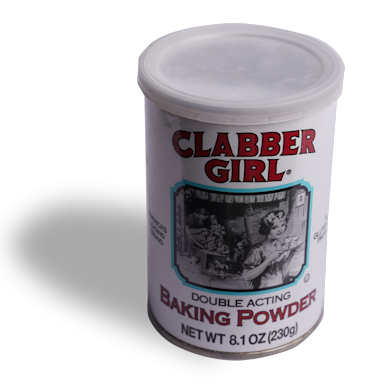 CLABBER
GIRL®
DOUBLE ACTING
BAKING POWDER
NET WT 8.1 OZ (230g)